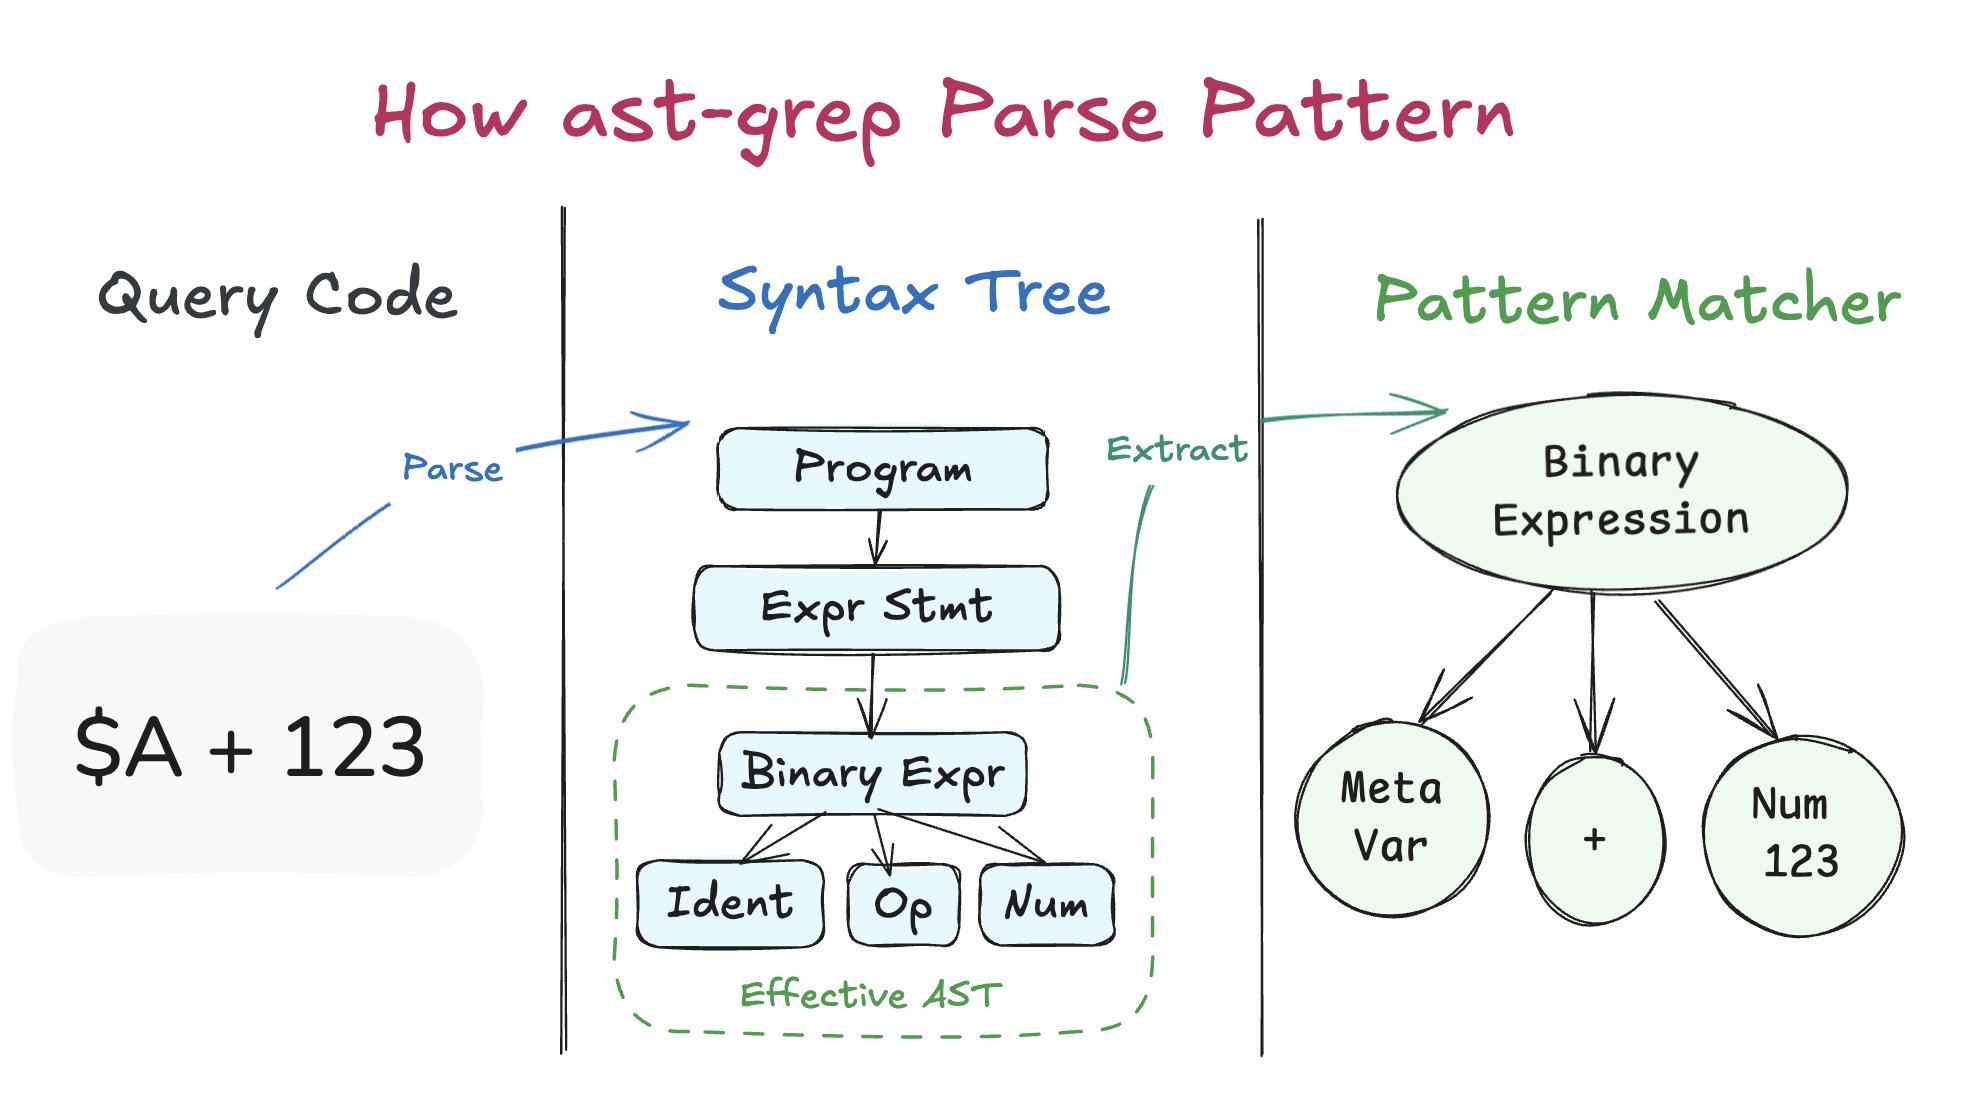 How ast-grep Parse Pattern
Query Code
Parse
$A + 123
Syntax Tree
Program
Expr Stmt
Binary Expr
Ident
Op
Num
Effective AST
Extract
Pattern Matcher
Binary
Expression
Meta
Var
+
Num
123